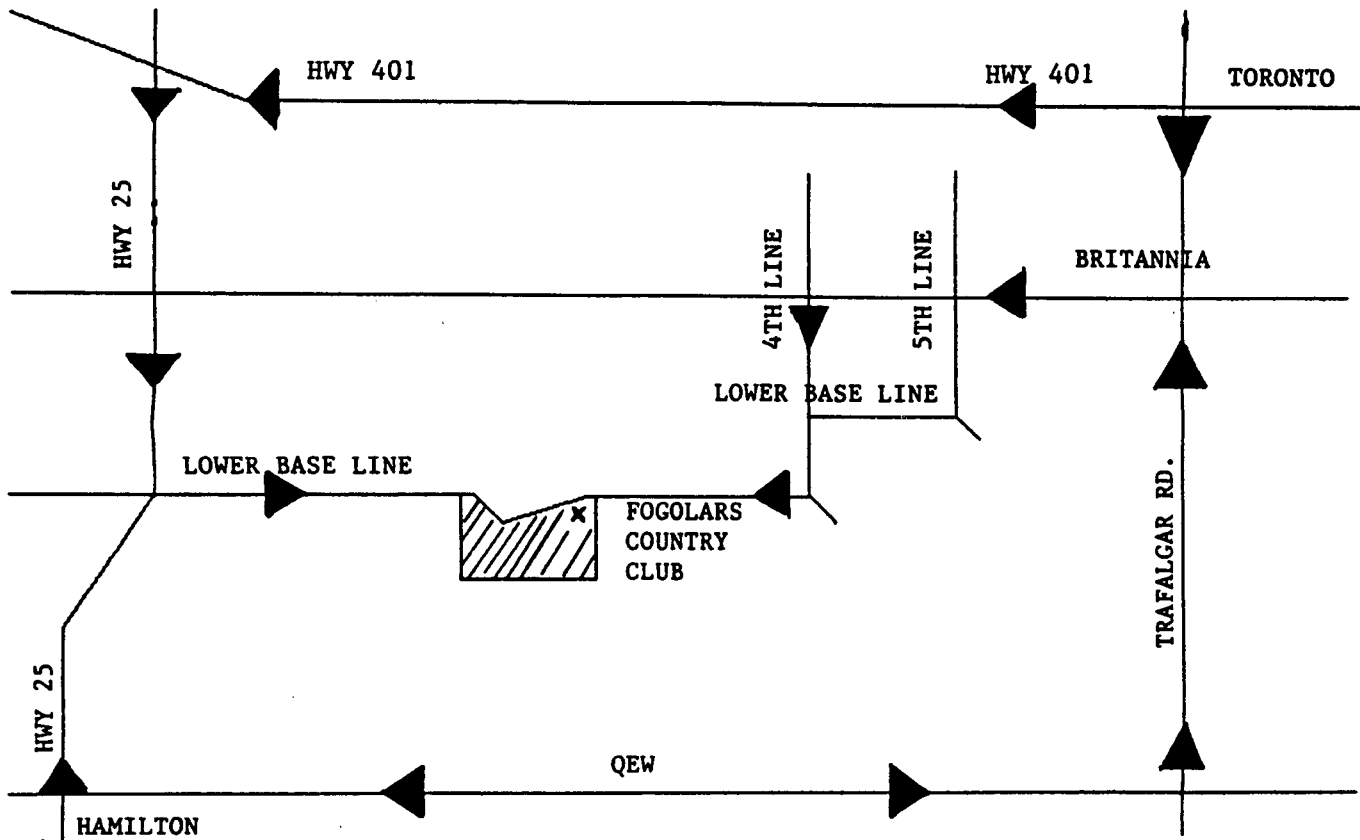 HWY 401
HWY 401
TORONTO
HWY 25
4TH LINE
5TH LINE
BRITANNIA
LOWER BASE LINE
LOWER BASE LINE
x
FOGOLARS
COUNTRY
CLUB
TRAFALGAR RD.
HWY 25
QEW
HAMILTON